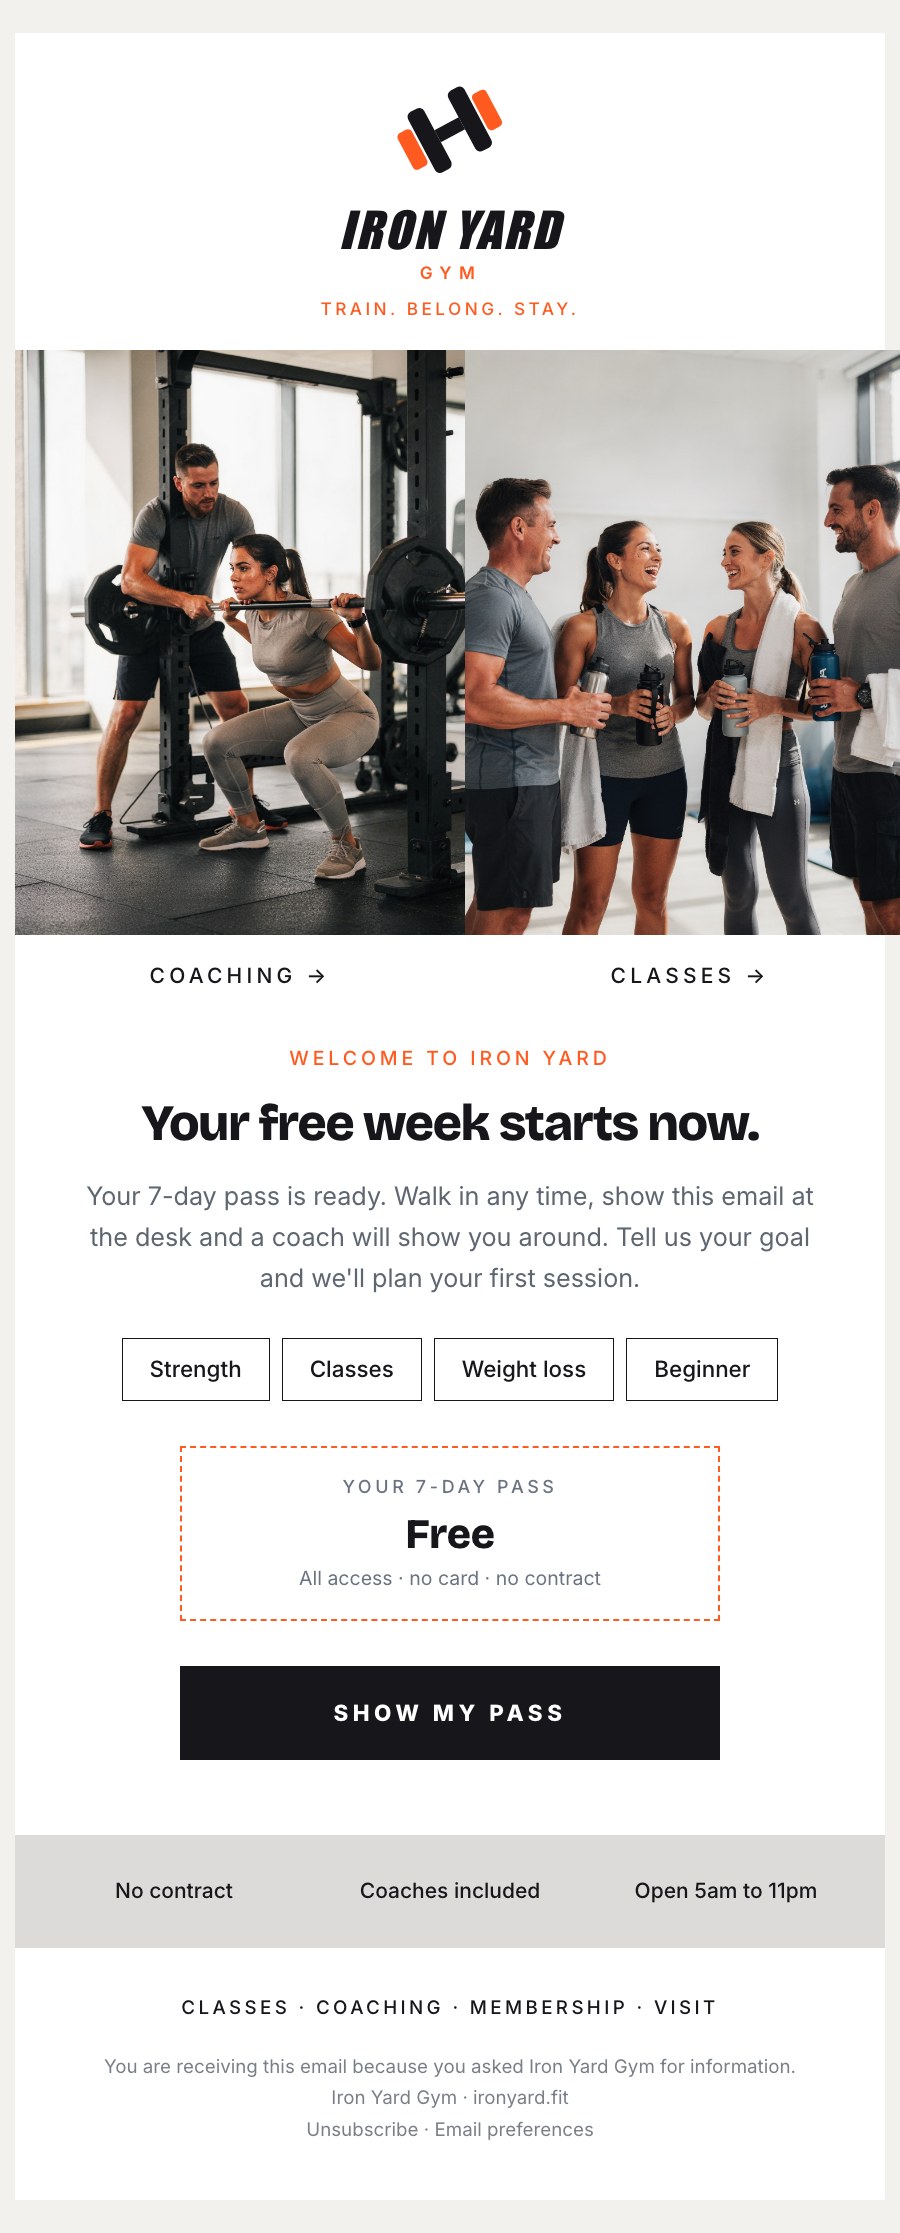 IRON YARD
GYM
TRAIN. BELONG. STAY.
COACHING →
CLASSES →
WELCOME TO IRON YARD
Your free week starts now.
Your 7-day pass is ready. Walk in any time, show this email at
the desk and a coach will show you around. Tell us your goal
and we'll plan your first session.
Strength
Classes
Weight loss
Beginner
YOUR 7-DAY PASS
Free
All access · no card · no contract
SHOW MY PASS
No contract
Coaches included
Open 5am to 11pm
CLASSES · COACHING · MEMBERSHIP · VISIT
You are receiving this email because you asked Iron Yard Gym for information.
Iron Yard Gym · ironyard.fit
Unsubscribe · Email preferences